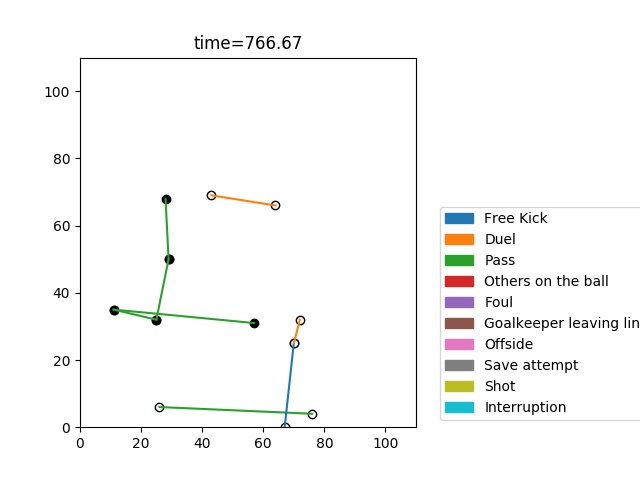 time=766.67
100
80
60
40
20
0
0 20 40 60 80 100
Free Kick
Duel
Pass
Others on the ball
Foul
Goalkeeper leaving lin
Offside
Save attempt
Shot
Interruption